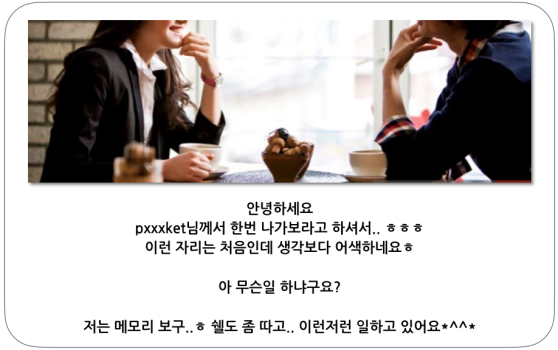 안녕하세요
pxxxket님께서 한번 나가보라고 하셔서.. ㅎㅎㅎ
이런 자리는 처음인데 생각보다 어색하네요ㅎ
아 무슨일 하냐구요?
저는 메모리 보구..ㅎ 쉘도 좀 따고.. 이런저런 일하고 있어요*^^*